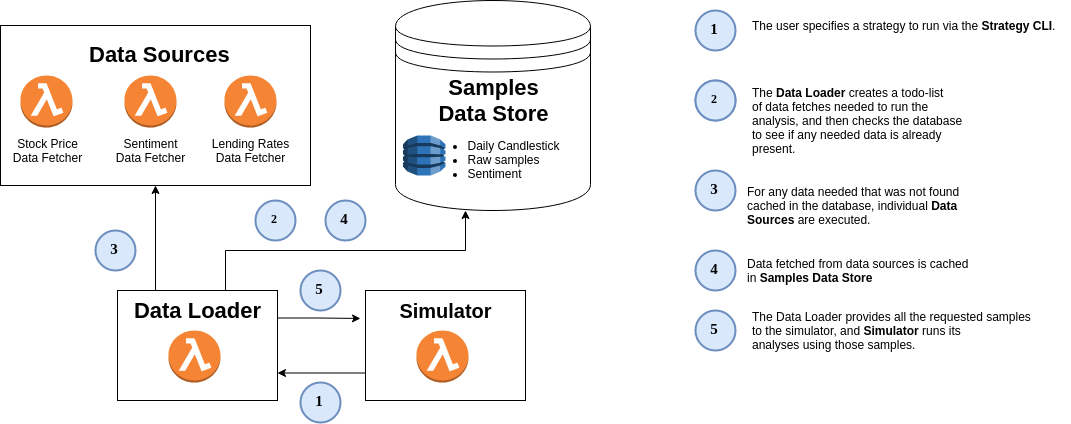 Data Sources
Stock Price
Data Fetcher
Sentiment
Data Fetcher
Lending Rates
Data Fetcher
Samples
Data Store
Daily Candlestick
Raw samples
Sentiment
2
4
3
5
Data Loader
Simulator
1
1
The user specifies a strategy to run via the Strategy CLI.
2
The Data Loader creates a todo-list
of data fetches needed to run the
analysis, and then checks the database
to see if any needed data is already
present.
3
For any data needed that was not found
cached in the database, individual Data
Sources are executed.
4
Data fetched from data sources is cached
in Samples Data Store
5
The Data Loader provides all the requested samples
to the simulator, and Simulator runs its
analyses using those samples.